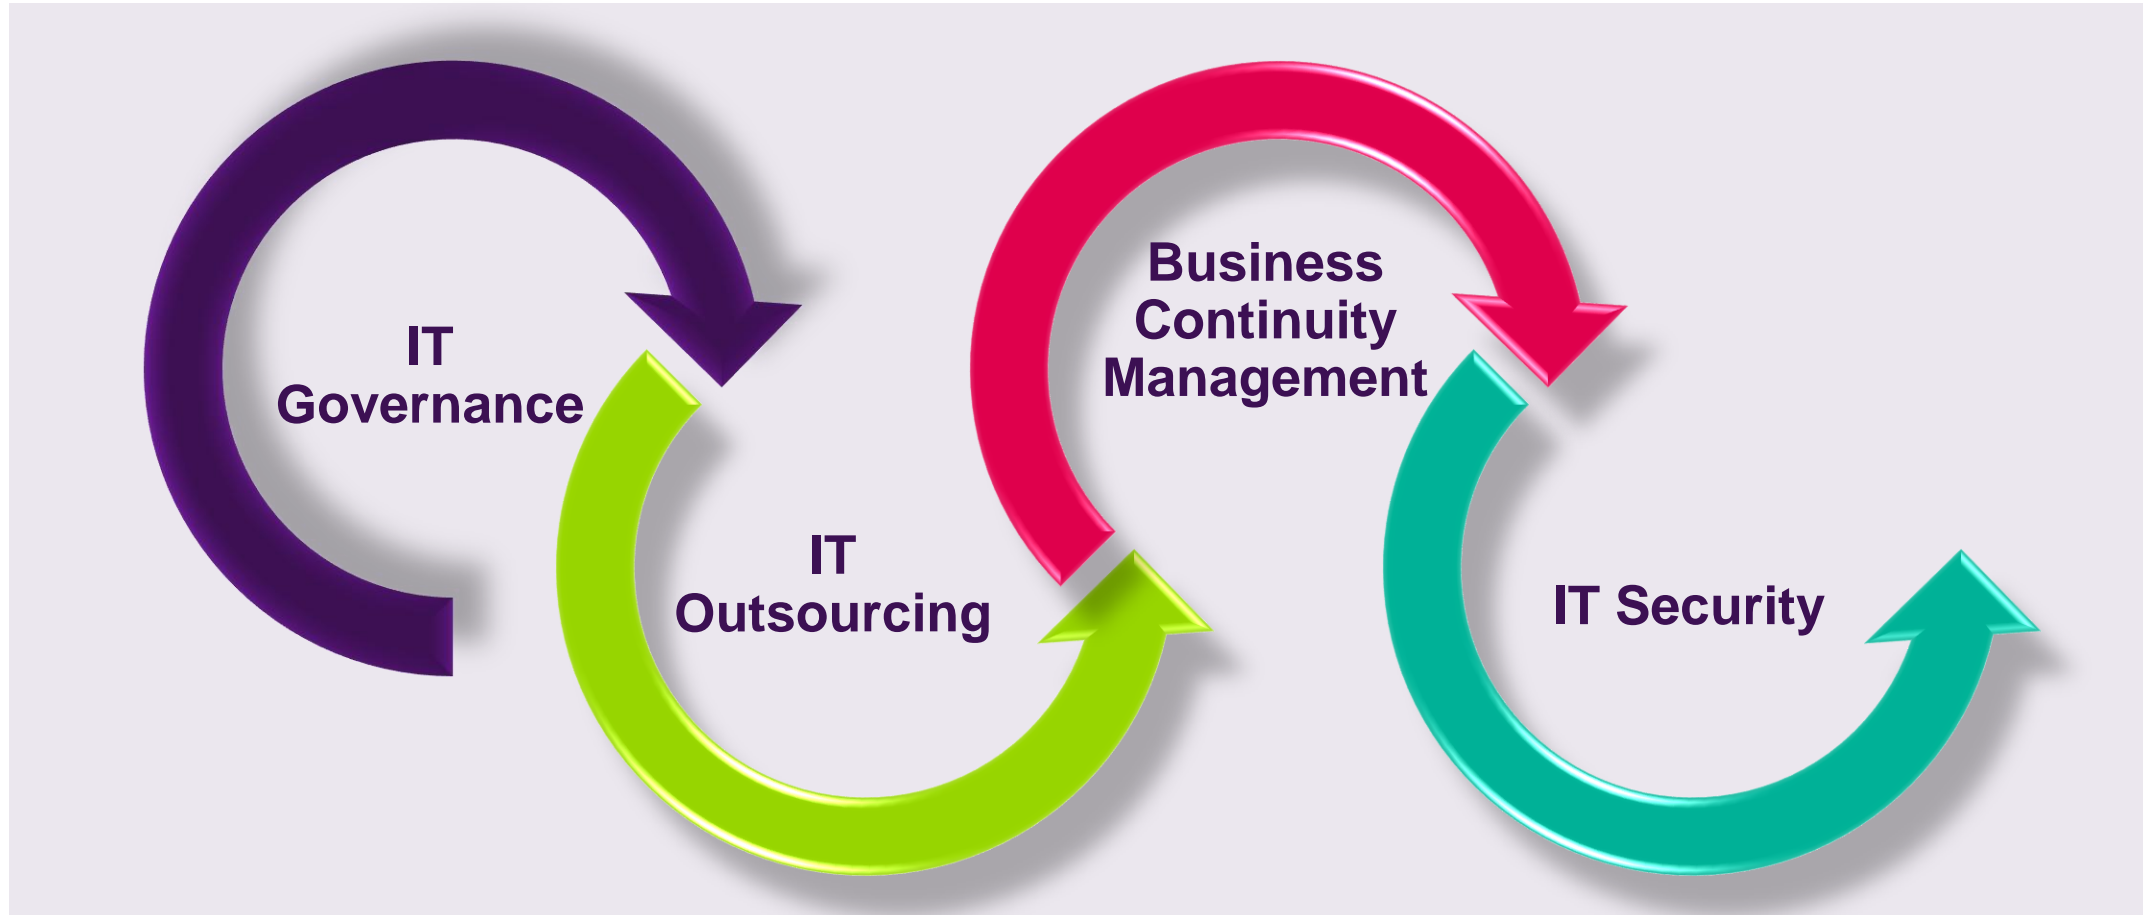 IT
Governance
IT
Outsourcing
Business
Continuity
Management
IT Security